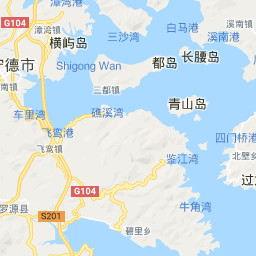 漳湾港
漳湾镇
G104
白马港
溪南镇
溪南港
横屿岛
三沙湾
长腰岛
都岛
宁德市
Shigong Wan
三都镇
南镇
礁溪湾
青山岛
车里湾
飞鸾港
四门桥港
飞鸾镇
鉴江湾
北壁乡
G104
罗源县
牛角湾
S201
碧里乡